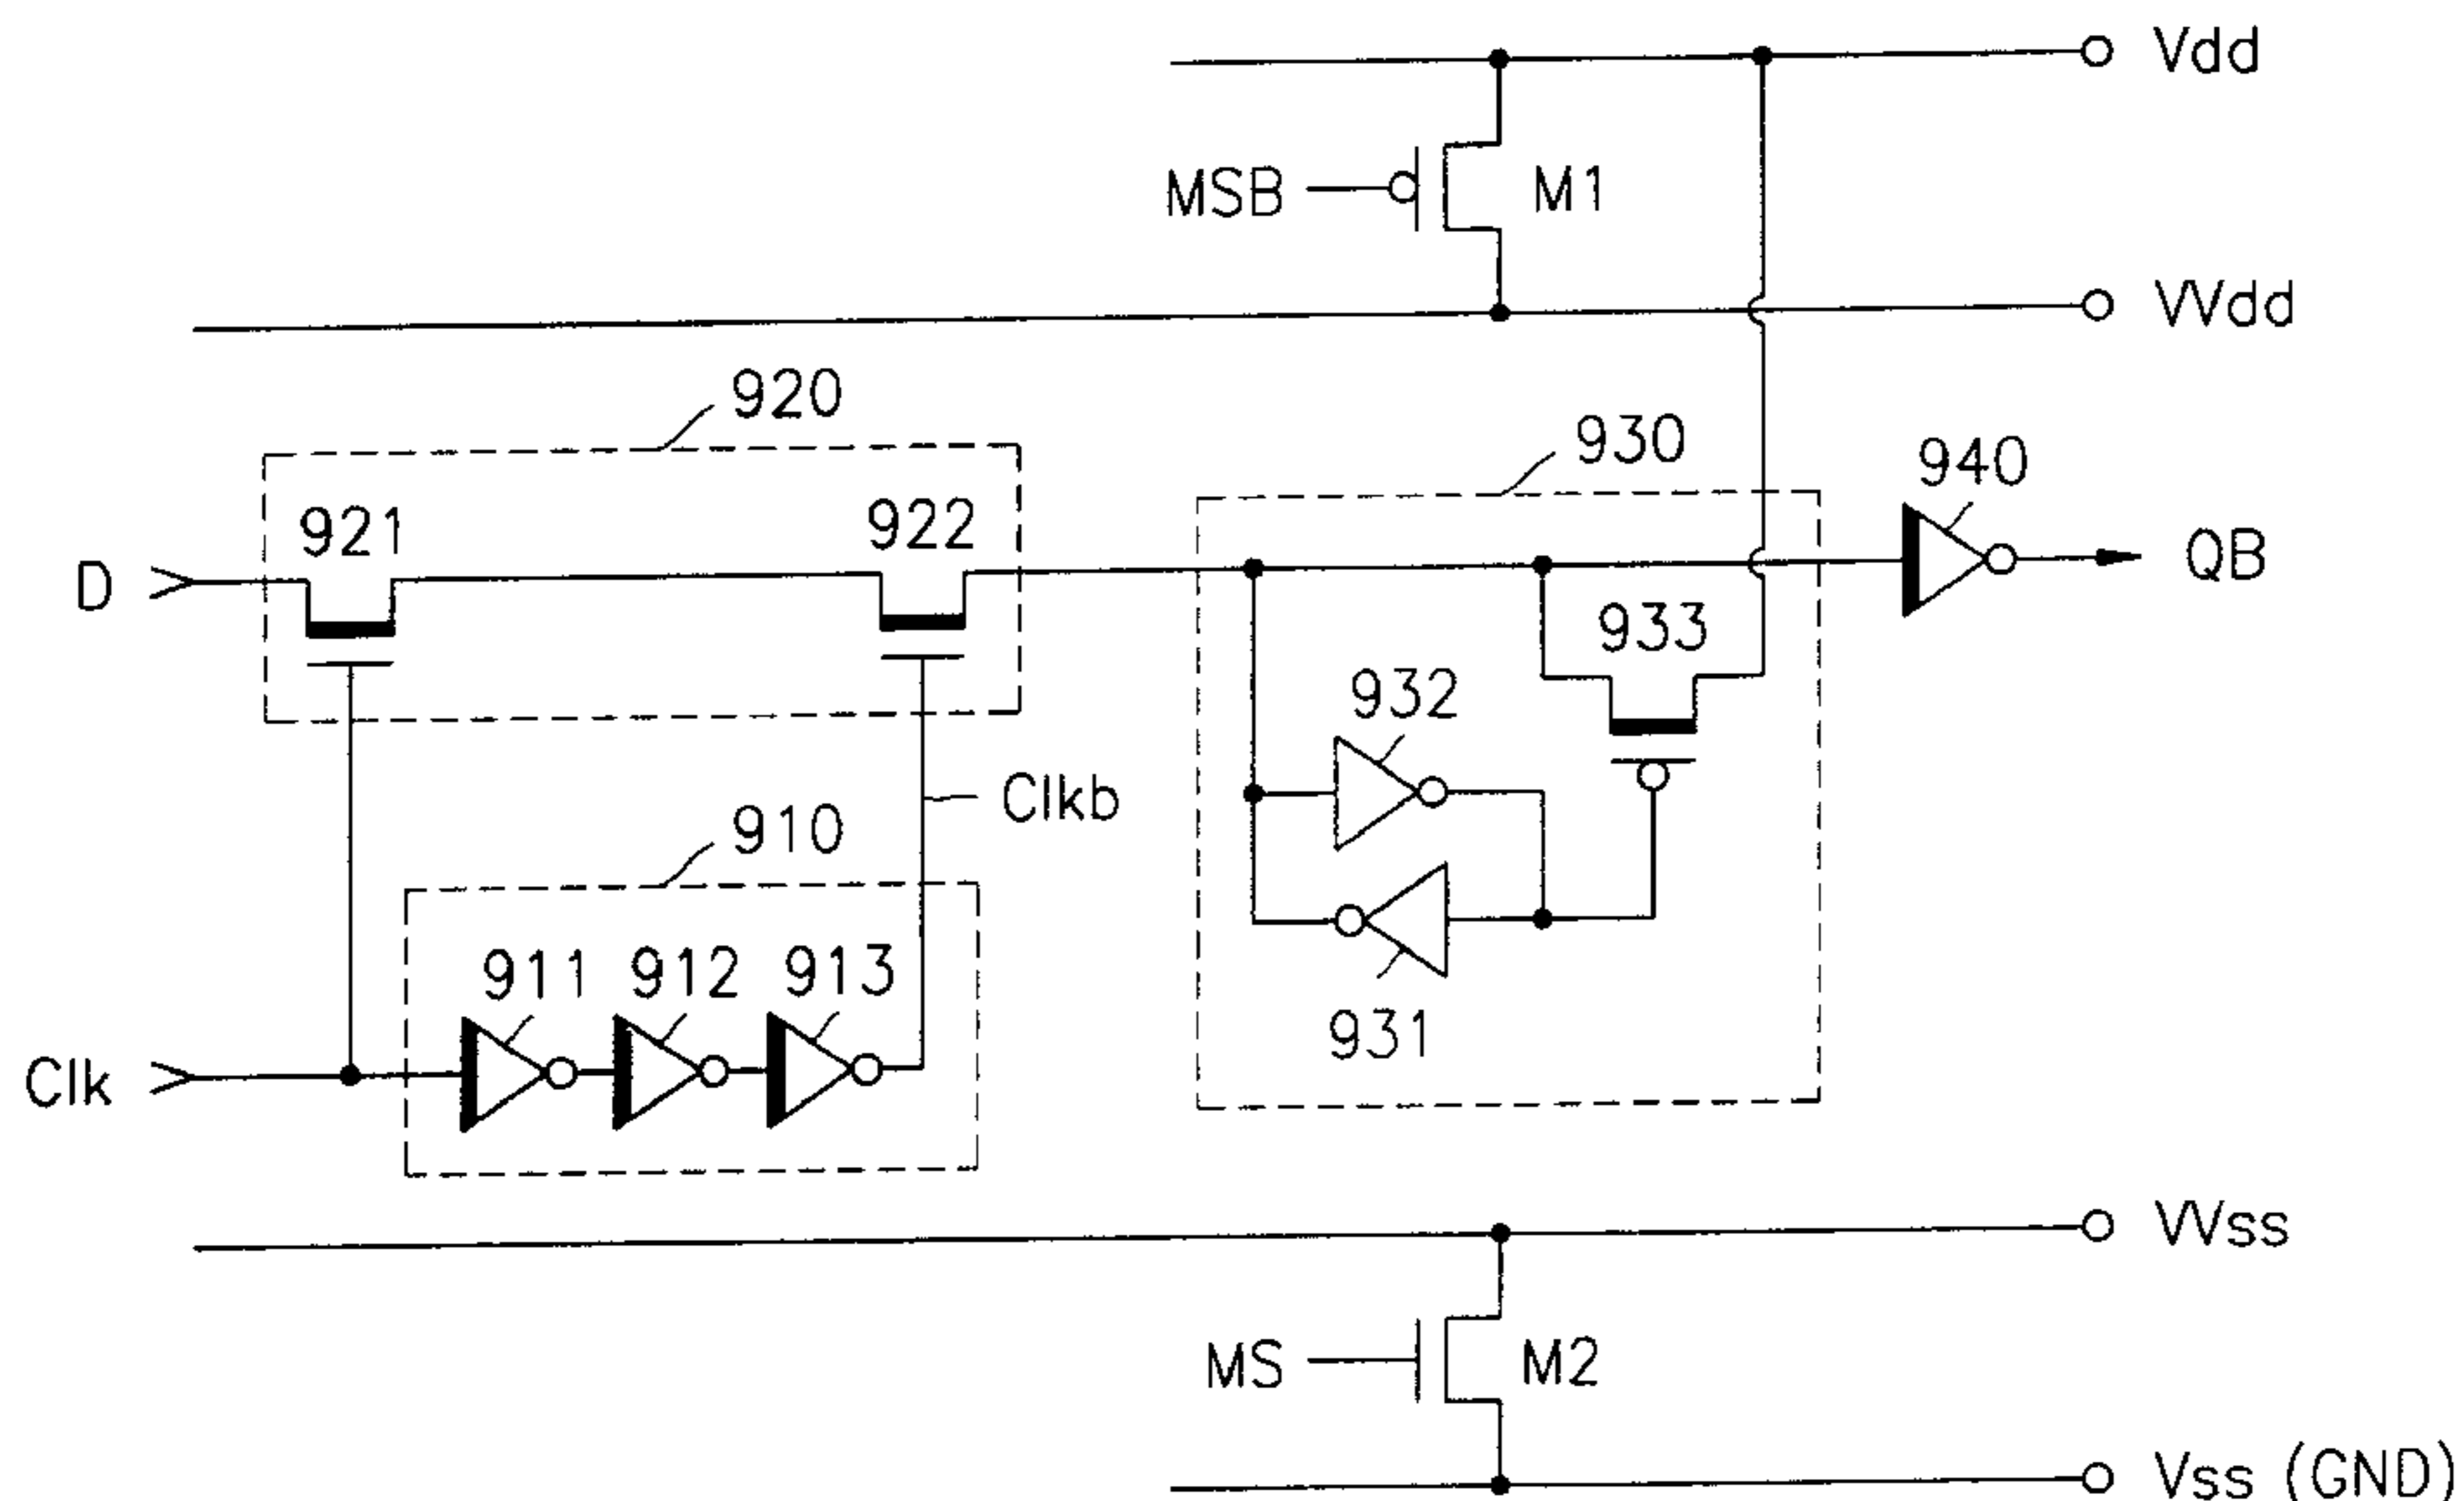 Vdd
MSB
M1
VVdd
920
930
940
921
922
D
QB
933
932
Clkb
910
911
912
913
931
Clk
VVss
MS
M2
Vss (GND)